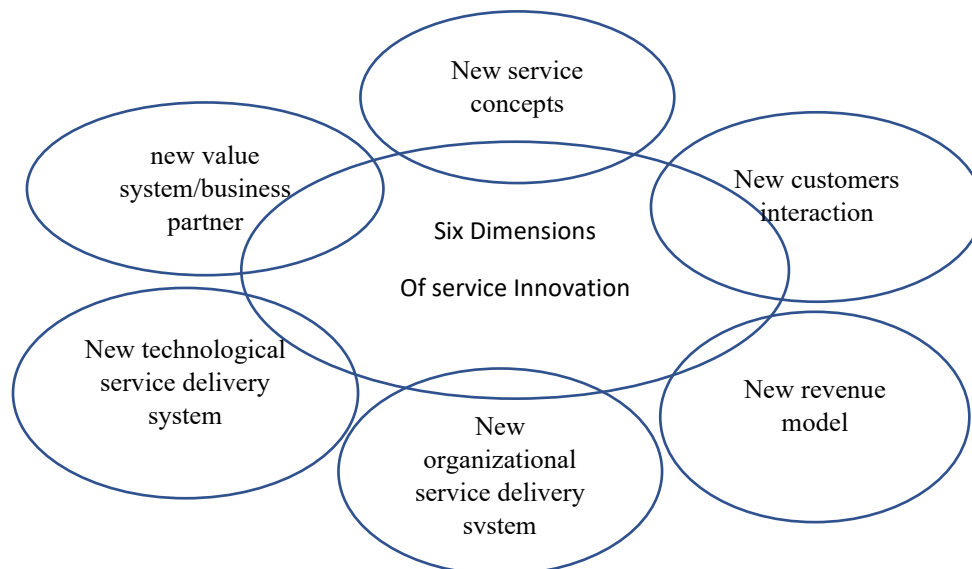 New service
concepts
new value
system/business
partner
New customers
interaction
Six Dimensions
Of service Innovation
New technological
service delivery
system
New revenue
model
New
organizational
service delivery
system